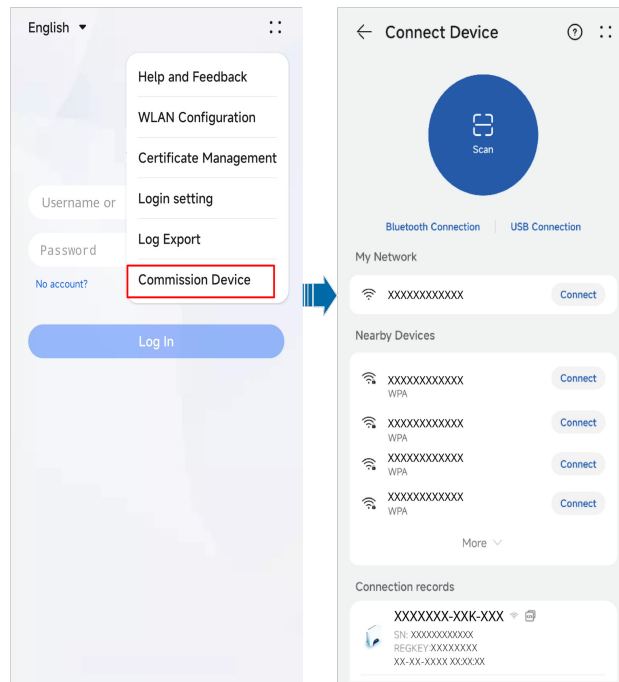 English
Help and Feedback
WLAN Configuration
Certificate Management
Login setting
Log Export
Commission Device
Username or
Password
No account?
Log In
Connect Device
Scan
Bluetooth Connection
USB Connection
My Network
XXXXXXXXXXXX
Connect
Nearby Devices
XXXXXXXXXXXX
WPA
Connect
XXXXXXXXXXXX
WPA
Connect
XXXXXXXXXXXX
WPA
Connect
XXXXXXXXXXXX
WPA
Connect
More
Connection records
XXXXXXX-XXK-XXX
SN: XXXXXXXXXXXX
REGKEY:XXXXXXXX
XX-XX-XXXX XX:XX:XX